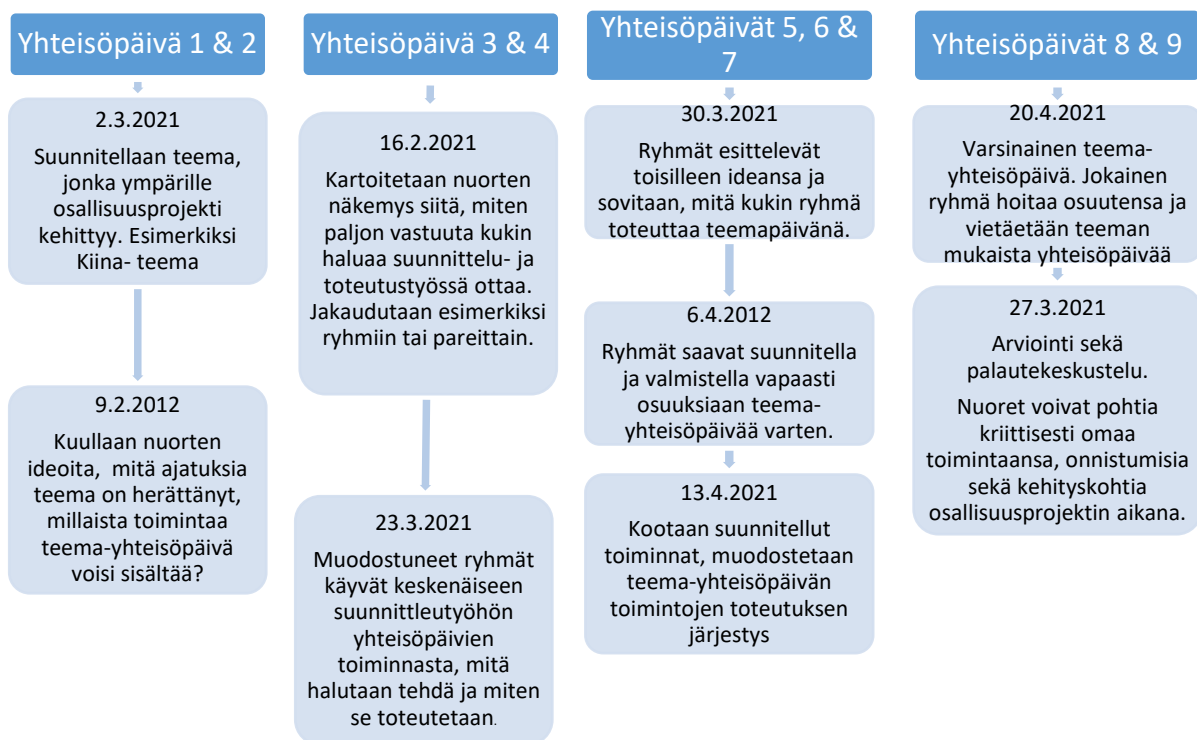 Yhteisöpäivä 1 & 2
2.3.2021
Suunnitellaan teema,
jonka ympärille
osallisuusprojekti
kehittyy. Esimerkiksi
Kiina- teema
9.2.2012
Kuullaan nuorten
ideoita, mitä ajatuksia
teema on herättänyt,
millaista toimintaa
teema-yhteisöpäivä
voisi sisältää?
Yhteisöpäivä 3 & 4
16.2.2021
Kartoitetaan nuorten
näkemys siitä, miten
paljon vastuuta kukin
haluaa suunnittelu- ja
toteutustyössä ottaa.
Jakaudutaan esimerkiksi
ryhmiin tai pareittain.
23.3.2021
Muodostuneet ryhmät
käyvät keskenäiseen
suunnittleutyöhön
yhteisöpäivien
toiminnasta, mitä
halutaan tehdä ja miten
se toteutetaan.
Yhteisöpäivät 5, 6 &
7
30.3.2021
Ryhmät esittelevät
toisilleen ideansa ja
sovitaan, mitä kukin ryhmä
toteuttaa teemapäivänä.
6.4.2012
Ryhmät saavat suunnitella
ja valmistella vapaasti
osuuksiaan teema-
yhteisöpäivää varten.
13.4.2021
Kootaan suunnitellut
toiminnat, muodostetaan
teema-yhteisöpäivän
toimintojen toteutuksen
järjestys
Yhteisöpäivät 8 & 9
20.4.2021
Varsinainen teema-
yhteisöpäivä. Jokainen
ryhmä hoitaa osuutensa ja
vietäetään teeman
mukaista yhteisöpäivää
27.3.2021
Arviointi sekä
palautekeskustelu.
Nuoret voivat pohtia
kriittisesti omaa
toimintaansa, onnistumisia
sekä kehityskohtia
osallisuusprojektin aikana.